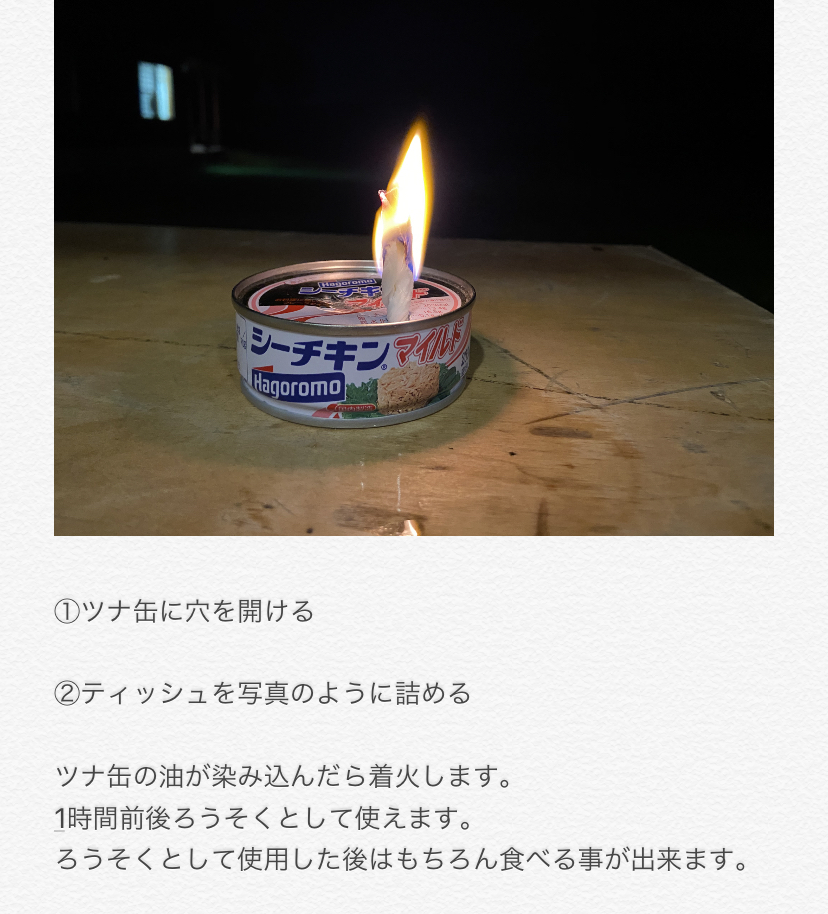 Hagoromo
シーチキン
マイルド
シーチキン®
マイルド
Hagoromo
①ツナ缶に穴を開ける
②ティッシュを写真のように詰める
ツナ缶の油が染み込んだら着火します。
1時間前後ろうそくとして使えます。
ろうそくとして使用した後はもちろん食べる事が出来ます。